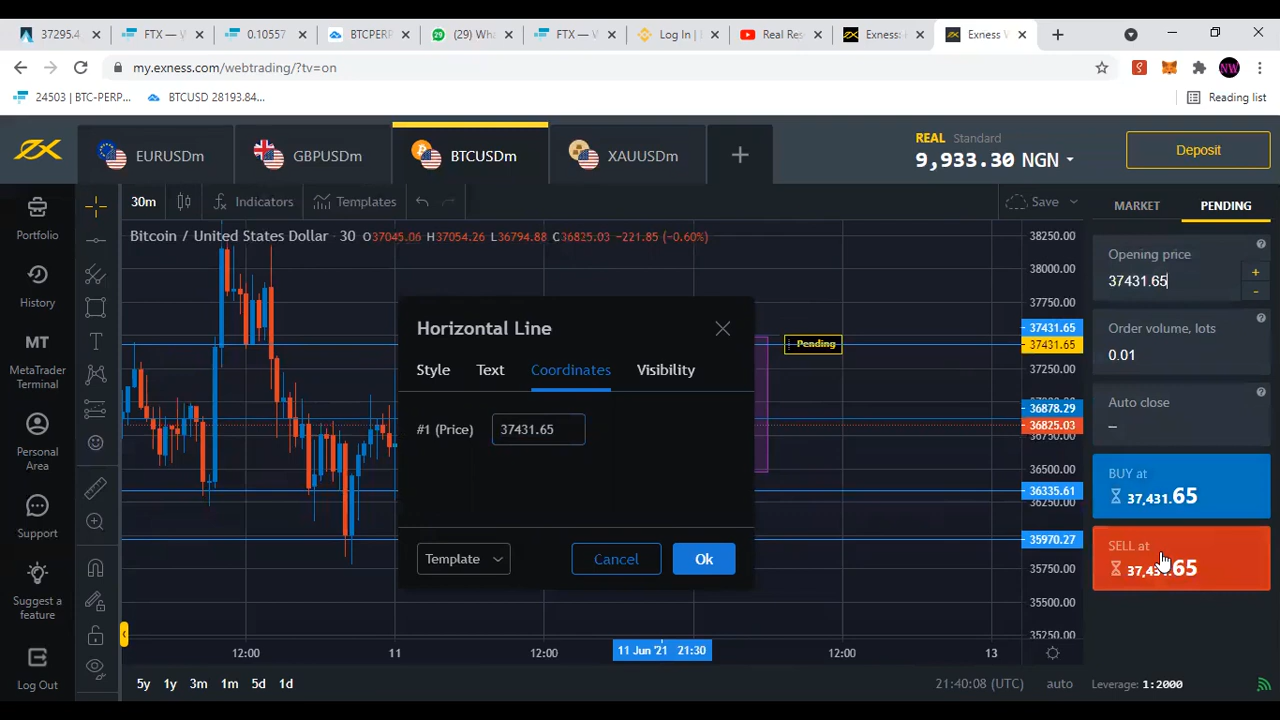 37295.4
FTX — W
0.10557
BTCPERP
(29) Wha
FTX — V
Log In |
Real Res
Exness:
Exness W
my.exness.com/webtrading/?tv=on
NW
24503 | BTC-PERP...
BTCUSD 28193.84...
Reading list
EURUSDm
GBPUSDm
BTCUSDm
XAUUSDm
REAL Standard
9,933.30 NGN
Deposit
30m
Indicators
Templates
Save
MARKET
PENDING
Portfolio
History
MT
MetaTrader
Terminal
Personal
Area
Support
Suggest a
feature
Log Out
Bitcoin / United States Dollar · 30 O37045.06 H37054.26 L36794.88 C36825.03 -221.85 (-0.60%)
38250.00
38000.00
37750.00
37431.65
37431.65
37250.00
36878.29
36825.03
36750.00
36500.00
36335.61
36250.00
35970.27
35750.00
35500.00
35250.00
Pending
Horizontal Line
Style
Text
Coordinates
Visibility
#1 (Price)
37431.65
Template
Cancel
Ok
Opening price
37431.65
+
-
Order volume, lots
0.01
Auto close
–
BUY at
37,431.65
SELL at
37,431.65
12:00
11
12:00
11 Jun '21 21:30
12:00
13
5y
1y
3m
1m
5d
1d
21:40:08 (UTC)
auto
Leverage: 1:2000